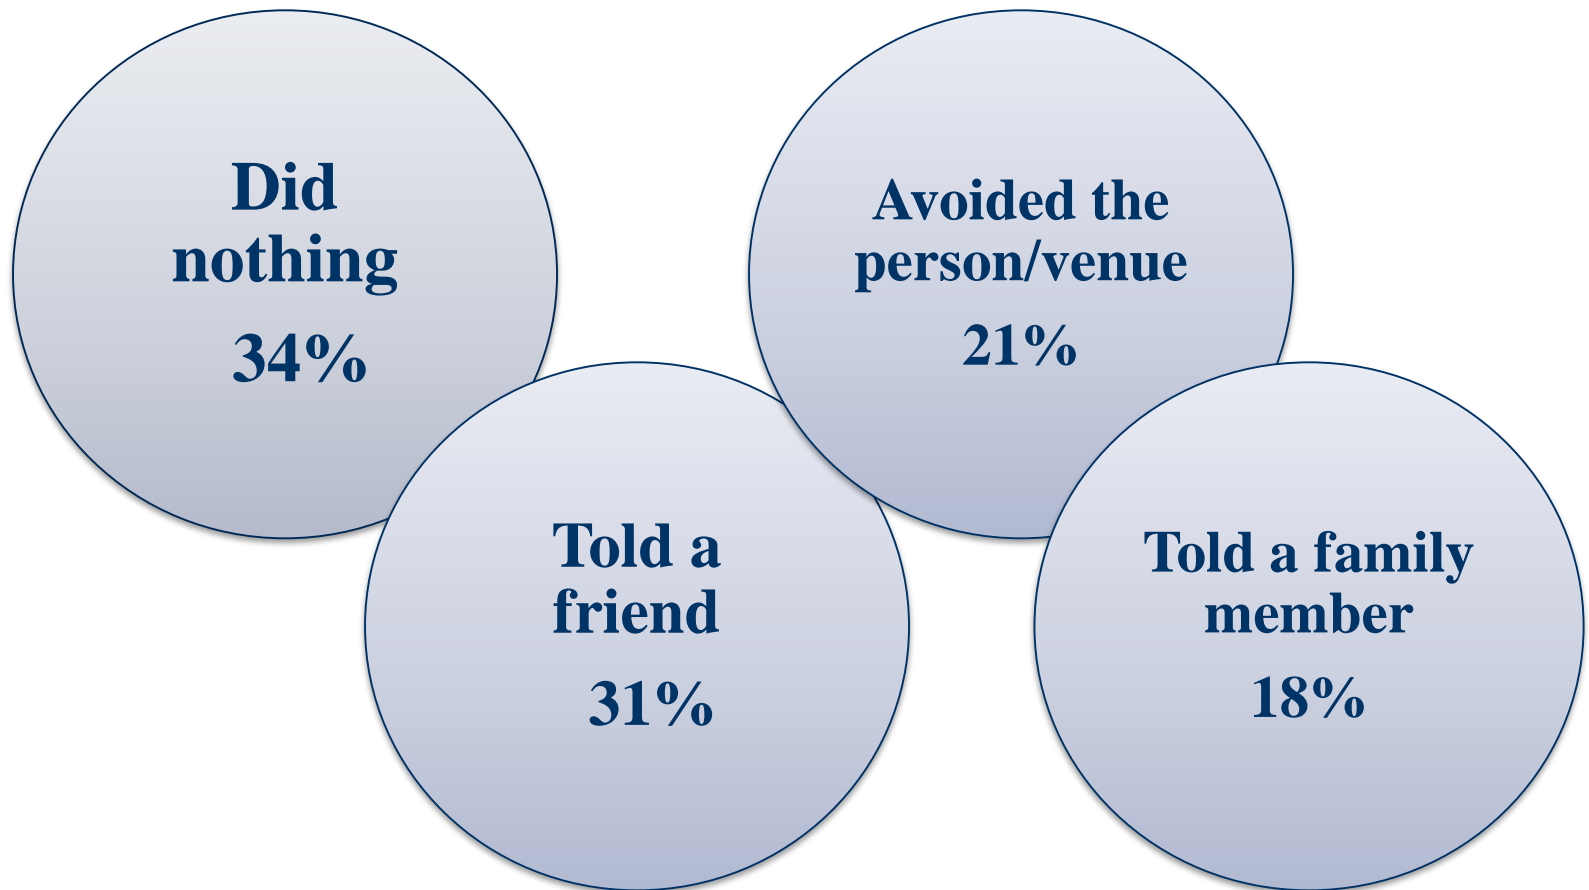 Did
nothing
34%
Told a
friend
31%
Avoided the
person/venue
21%
Told a family
member
18%